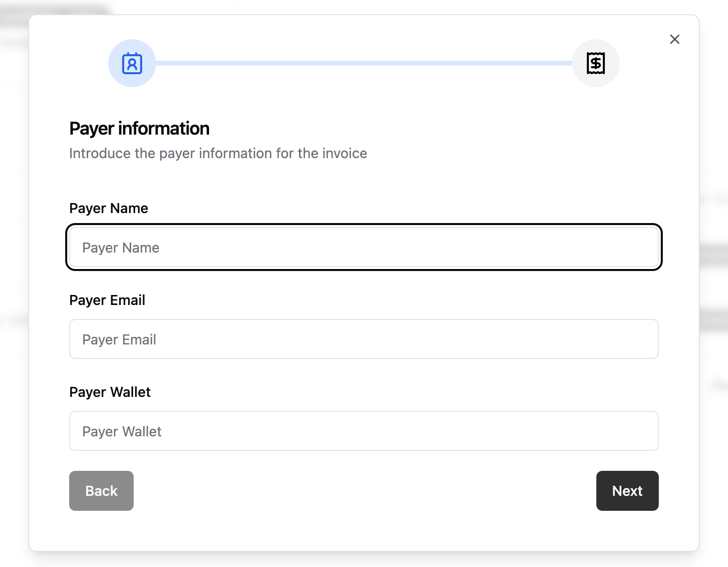 Payer information
Introduce the payer information for the invoice
Payer Name
Payer Name
Payer Email
Payer Email
Payer Wallet
Payer Wallet
Back
Next